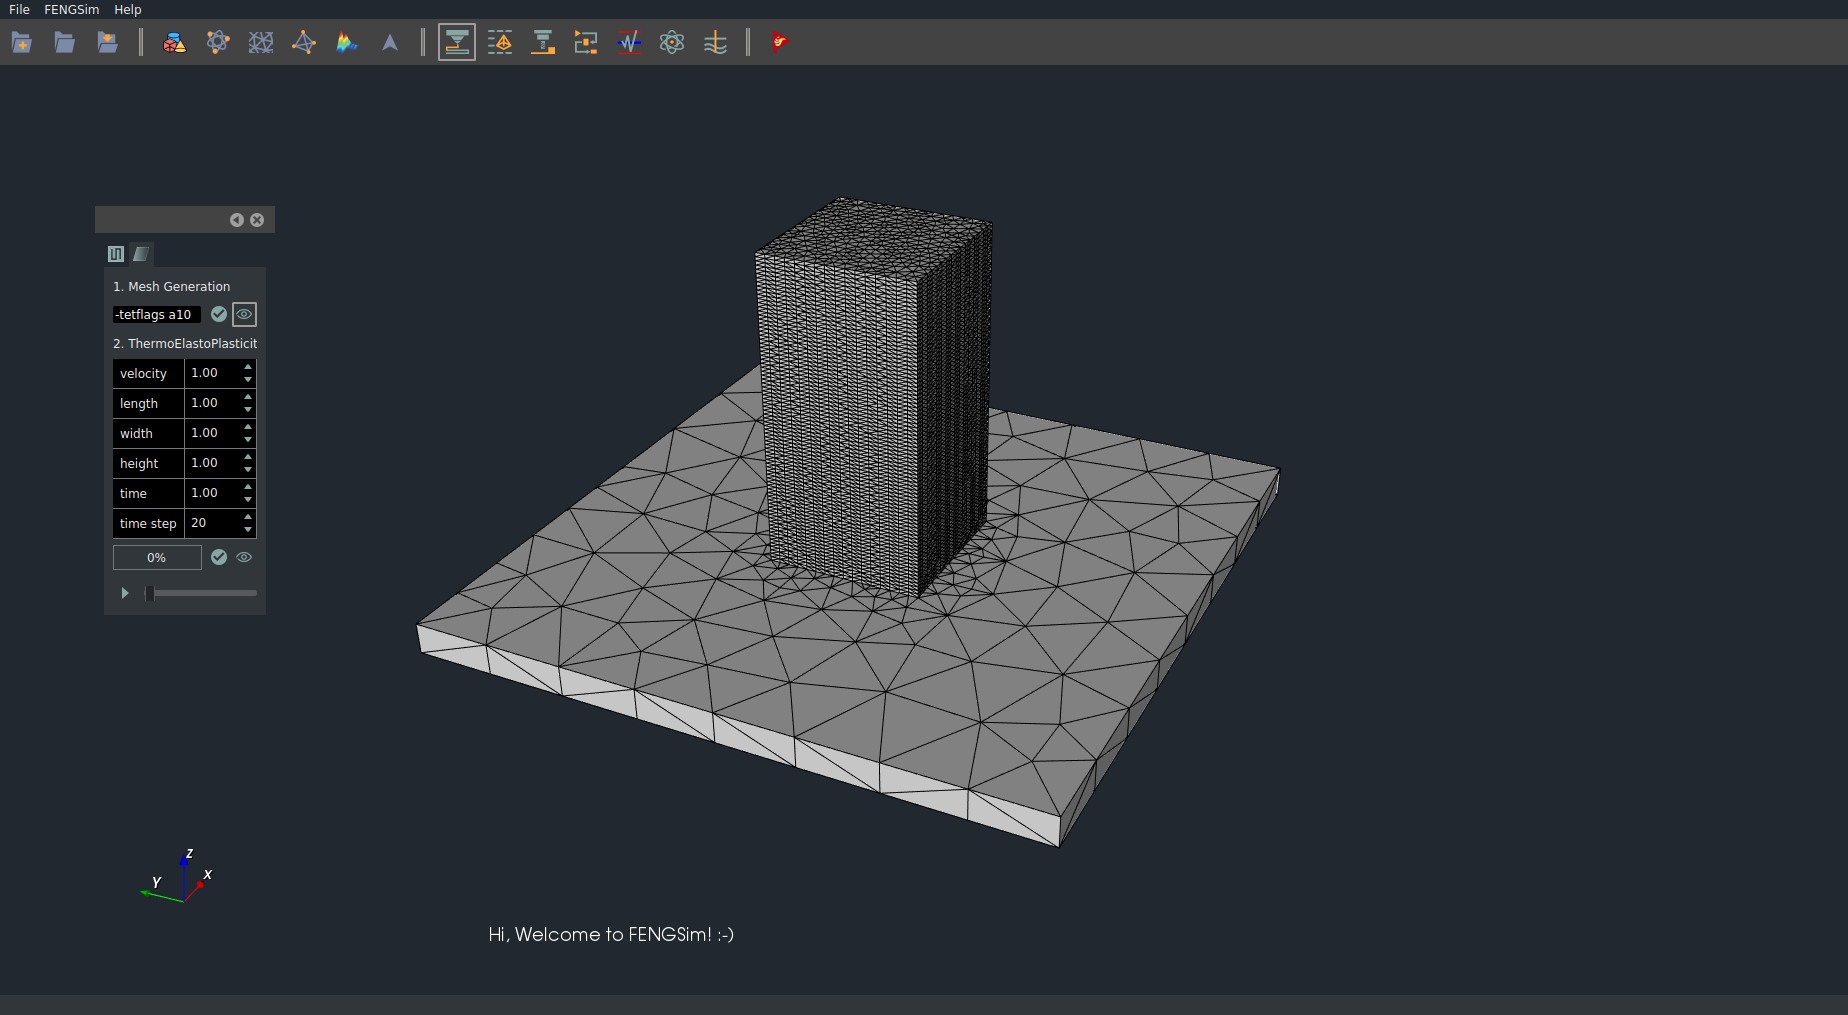 File FENGSim Help
1. Mesh Generation
-tetflags a10
2. ThermoElastoPlasticit
velocity 1.00
length 1.00
width 1.00
height 1.00
time 1.00
time step 20
0%
Z
Y X
Hi, Welcome to FENGSim! :-)